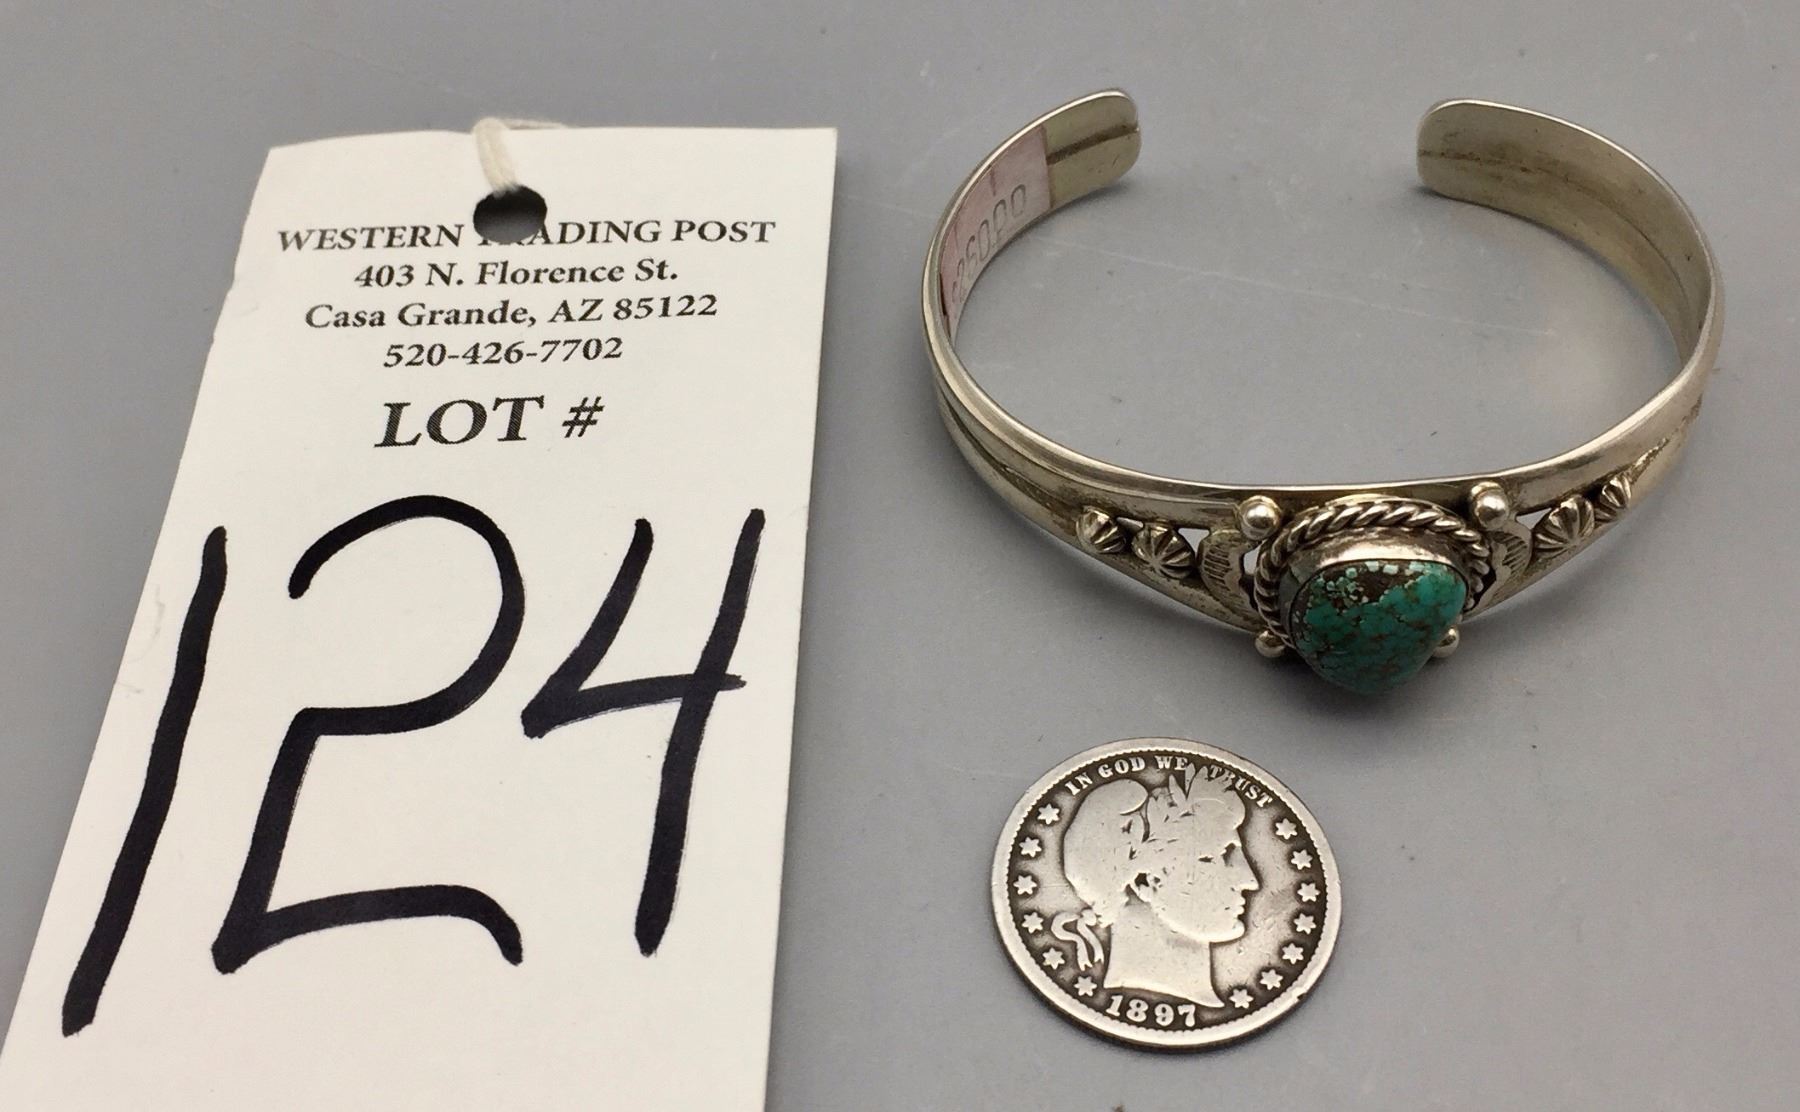 WESTERN TRADING POST
403 N. Florence St.
Casa Grande, AZ 85122
520-426-7702
LOT #
124
IN GOD WE TRUST
1897